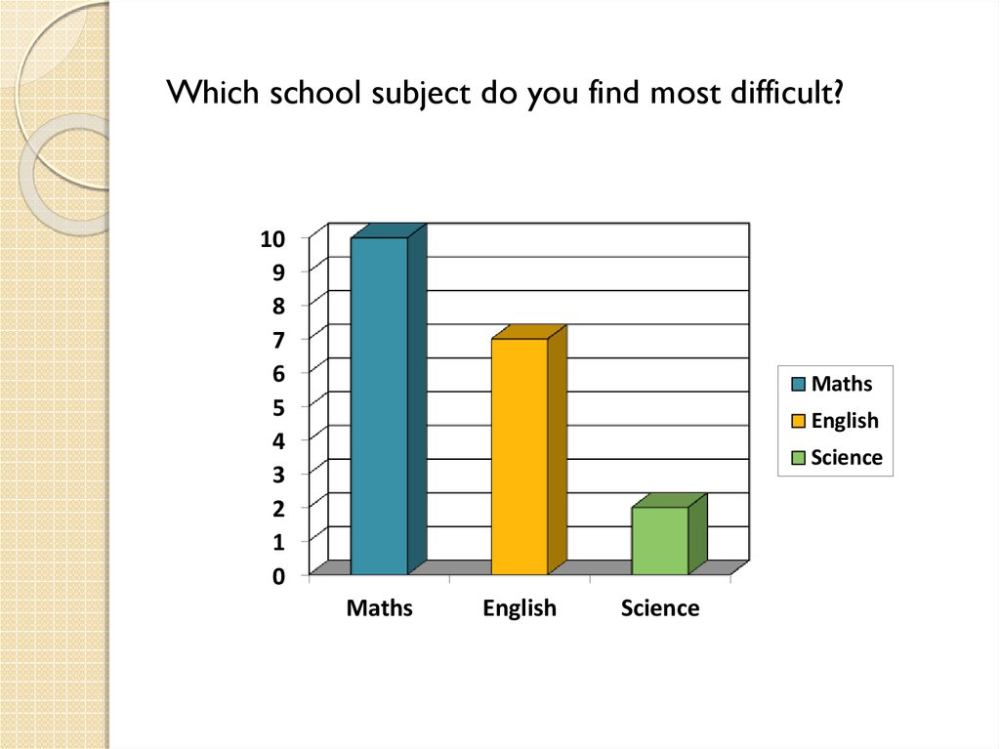 Which school subject do you find most difficult?
10
9
8
7
6
5
4
3
2
1
0
Maths English Science
Maths
English
Science